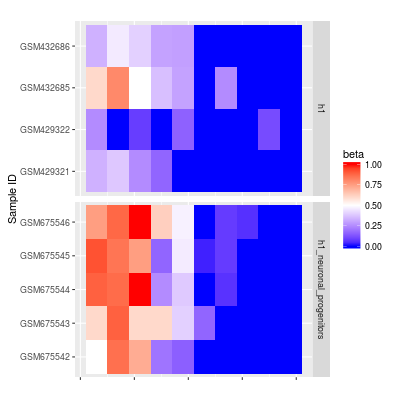 GSM432686
GSM432685
GSM429322
GSM429321
h1
GSM675546
GSM675545
GSM675544
GSM675543
GSM675542
h1_neuronal_progenitors
Sample ID
beta
1.00
0.75
0.50
0.25
0.00